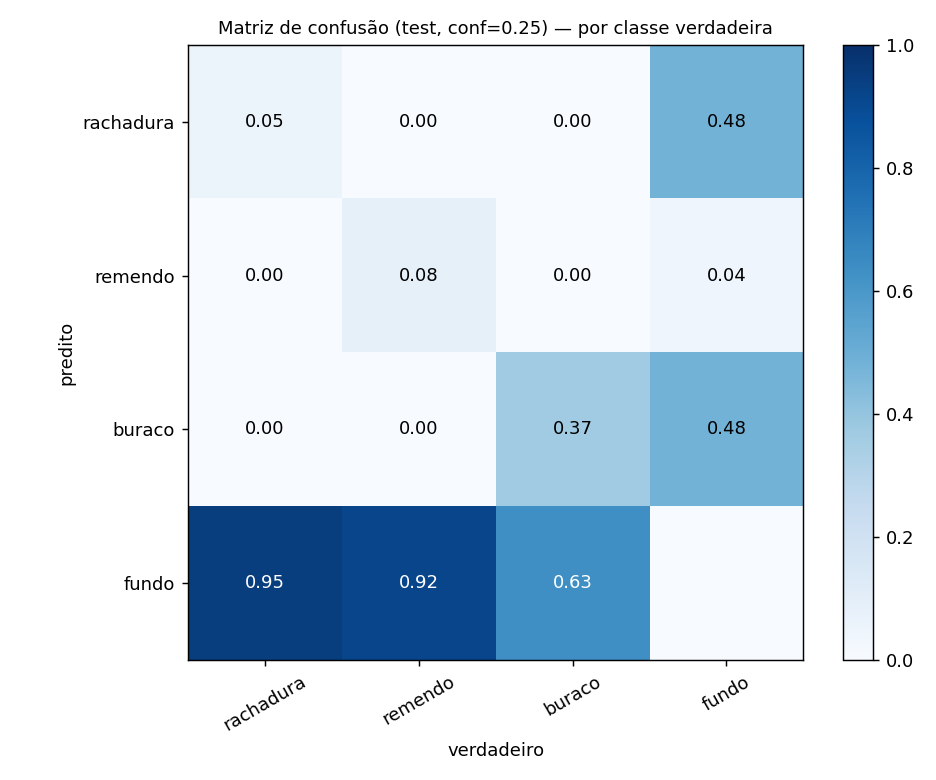 Matriz de confusão (test, conf=0.25) — por classe verdadeira
rachadura 0.05 0.00 0.00 0.48
remendo 0.00 0.08 0.00 0.04
buraco 0.00 0.00 0.37 0.48
fundo 0.95 0.92 0.63
rachadura remendo buraco fundo
verdadeiro
predito
1.0
0.8
0.6
0.4
0.2
0.0